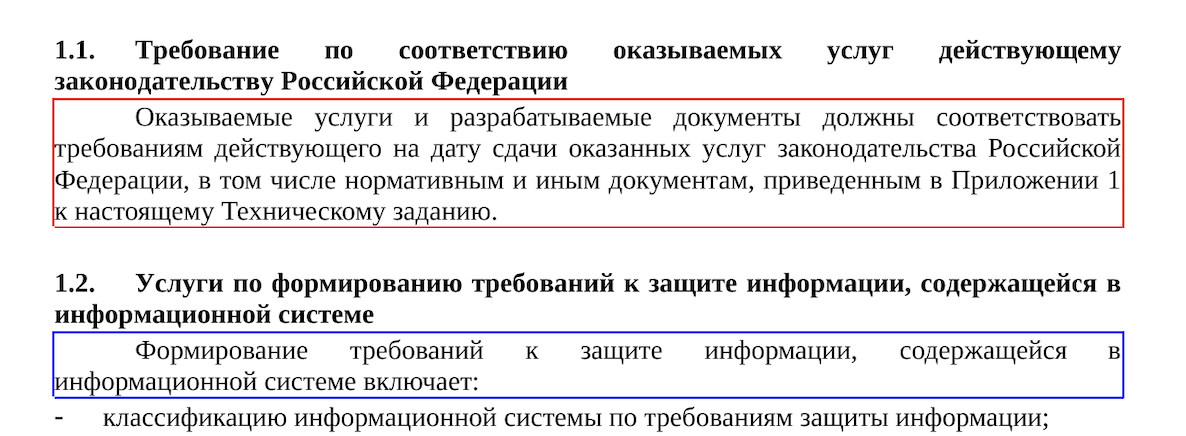 1.1. Требование по соответствию оказываемых услуг действующему
законодательству Российской Федерации
Оказываемые услуги и разрабатываемые документы должны соответствовать
требованиям действующего на дату сдачи оказанных услуг законодательства Российской
Федерации, в том числе нормативным и иным документам, приведенным в Приложении 1
к настоящему Техническому заданию.
1.2. Услуги по формированию требований к защите информации, содержащейся в
информационной системе
Формирование требований к защите информации, содержащейся в
информационной системе включает:
- классификацию информационной системы по требованиям защиты информации;